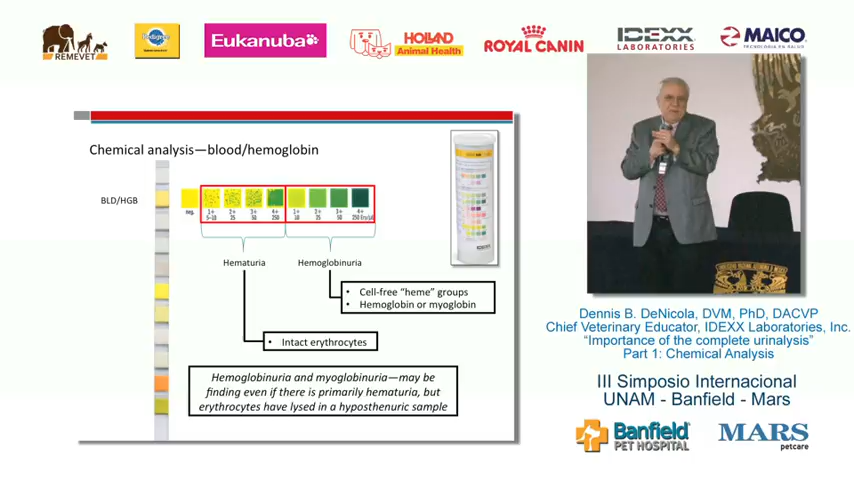 REMEVET
Pedigree
Eukanuba
HOLLAND
Animal Health
ROYAL CANIN
IDEXX
LABORATORIES
MAICO
TECNOLOGÍA EN SALUD
Chemical analysis—blood/hemoglobin
BLD/HGB
neg.
1+
5-10
2+
25
3+
50
4+
250
1+
10
2+
25
3+
50
4+
250 Ery/µl
Hematuria
Hemoglobinuria
• Cell-free “heme” groups
• Hemoglobin or myoglobin
• Intact erythrocytes
Hemoglobinuria and myoglobinuria—may be
finding even if there is primarily hematuria, but
erythrocytes have lysed in a hyposthenuric sample
Dennis B. DeNicola, DVM, PhD, DACVP
Chief Veterinary Educator, IDEXX Laboratories, Inc.
“Importance of the complete urinalysis”
Part 1: Chemical Analysis
III Simposio Internacional
UNAM - Banfield - Mars
Banfield
PET HOSPITAL
MARS
petcare